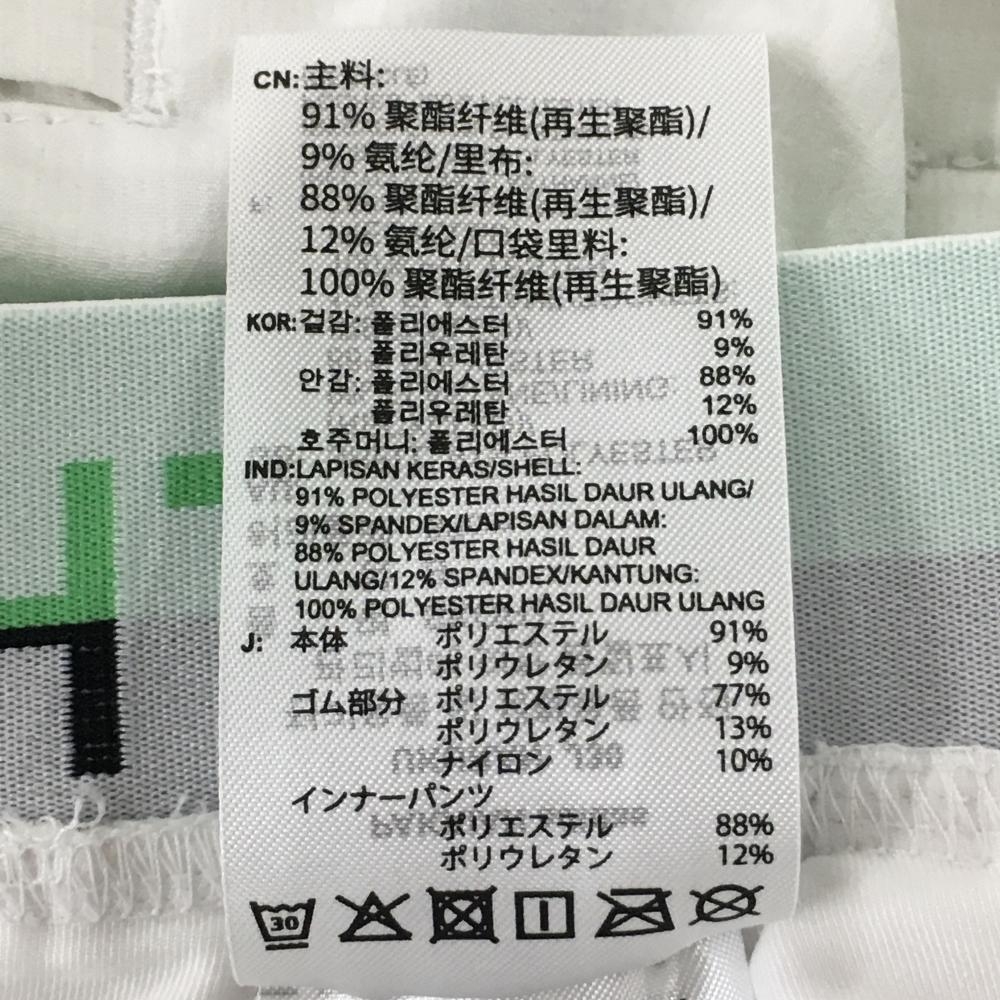 CN: 主料:
91% 聚酯纤维(再生聚酯)/
9% 氨纶/里布:
88% 聚酯纤维(再生聚酯)/
12% 氨纶/口袋里料:
100% 聚酯纤维(再生聚酯)
KOR: 겉감: 폴리에스터 91%
폴리우레탄 9%
안감: 폴리에스터 88%
폴리우레탄 12%
호주머니: 폴리에스터 100%
IND: LAPISAN KERAS/SHELL:
91% POLYESTER HASIL DAUR ULANG/
9% SPANDEX/LAPISAN DALAM:
88% POLYESTER HASIL DAUR
ULANG/12% SPANDEX/KANTUNG:
100% POLYESTER HASIL DAUR ULANG
J: 本体 ポリエステル 91%
ポリウレタン 9%
ゴム部分 ポリエステル 77%
ポリウレタン 13%
ナイロン 10%
インナーパンツ
ポリエステル 88%
ポリウレタン 12%
30